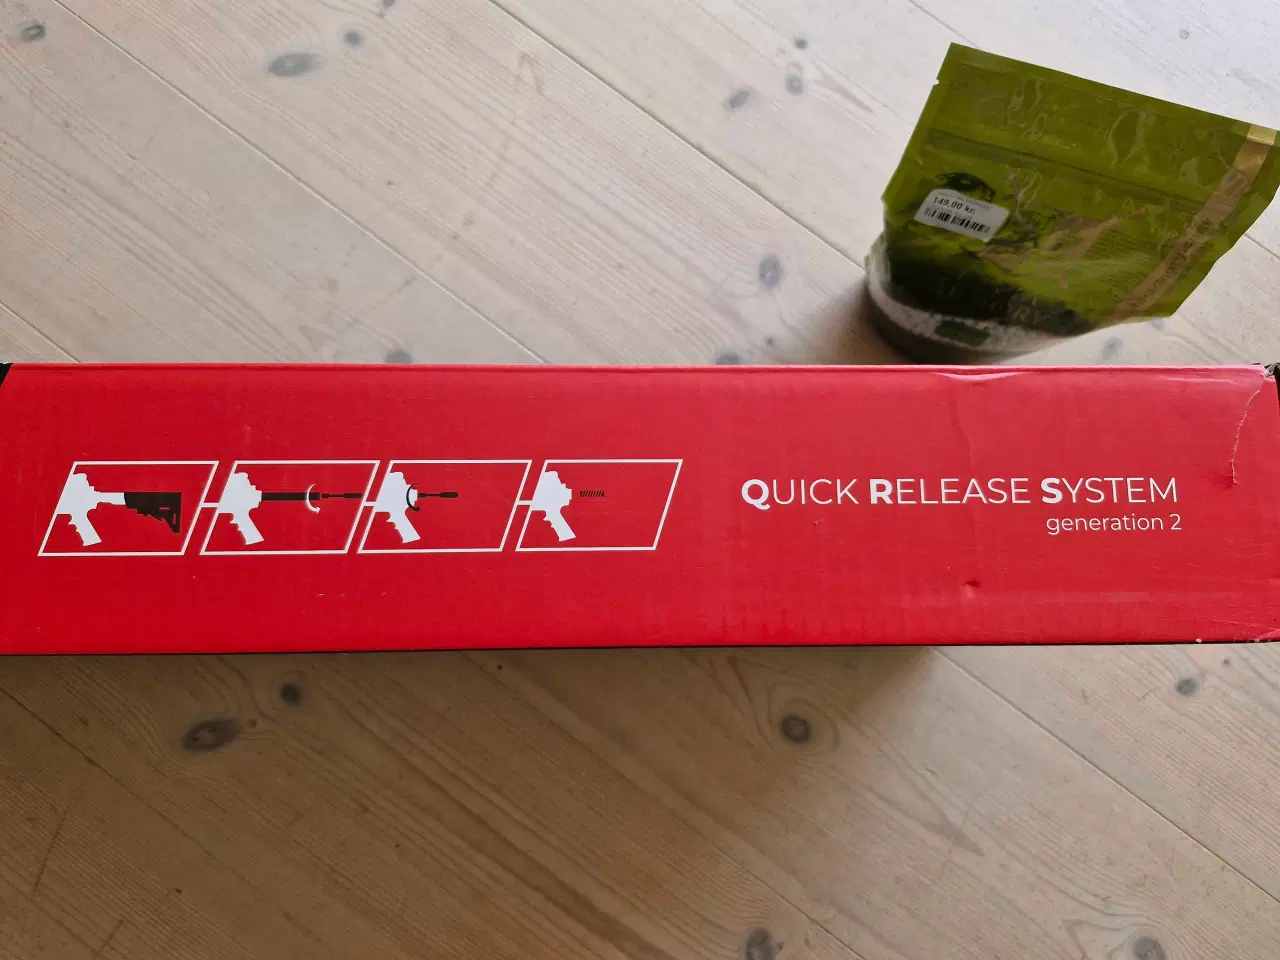 149.00 kr.
QUICK RELEASE SYSTEM
generation 2